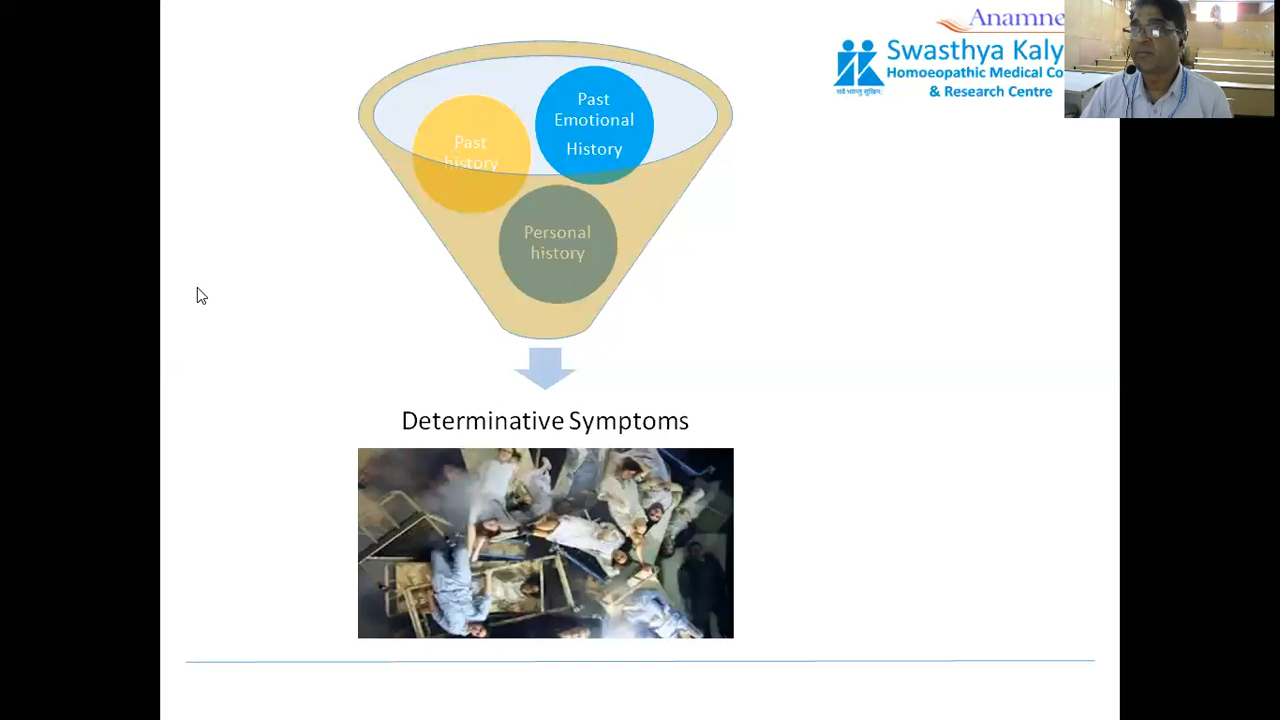 Anamne
Swasthya Kaly
Homoeopathic Medical Co
& Research Centre
Past
Emotional
History
Past
history
Personal
history
Determinative Symptoms